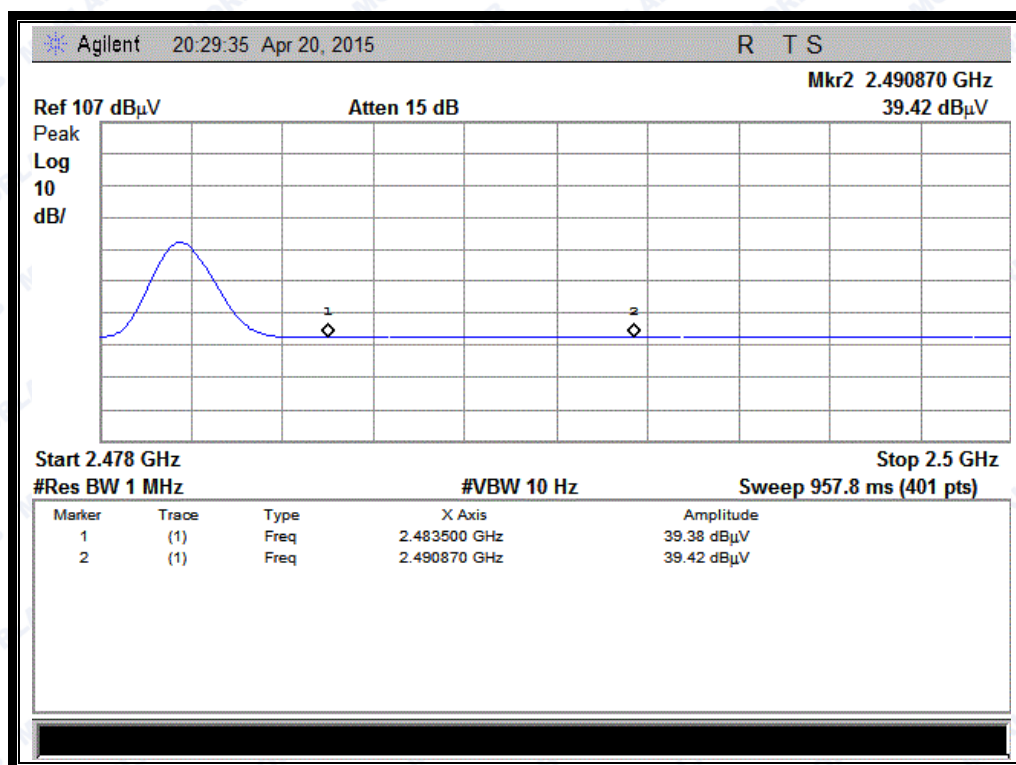 Agilent 20:29:35 Apr 20, 2015 R T S
Mkr2 2.490870 GHz
Ref 107 dBµV Atten 15 dB 39.42 dBµV
Peak
Log
10
dB/
1 2
Start 2.478 GHz Stop 2.5 GHz
#Res BW 1 MHz #VBW 10 Hz Sweep 957.8 ms (401 pts)
Marker Trace Type X Axis Amplitude
1 (1) Freq 2.483500 GHz 39.38 dBµV
2 (1) Freq 2.490870 GHz 39.42 dBµV